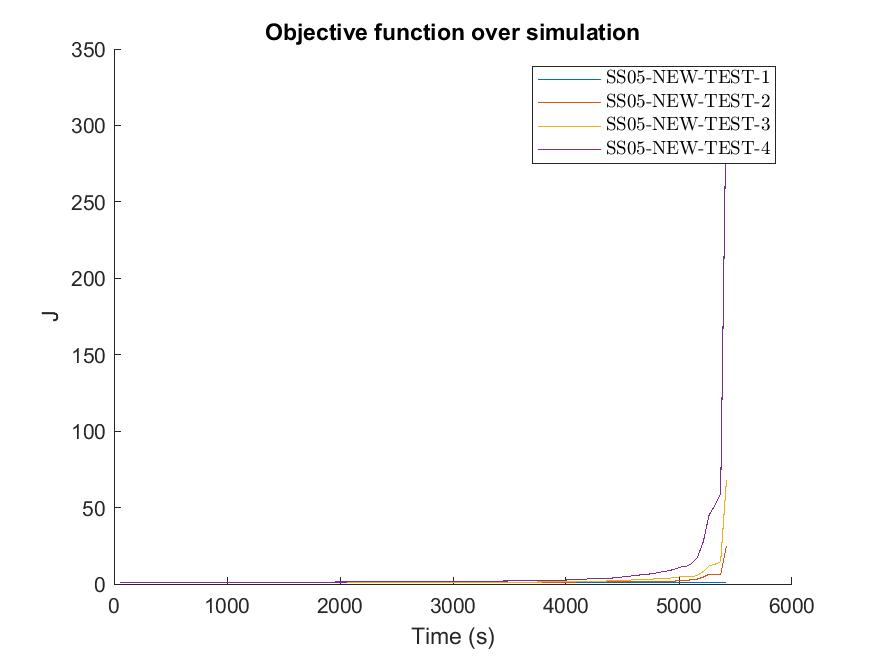 Objective function over simulation
350
300
250
200
150
100
50
0
J
SS05-NEW-TEST-1
SS05-NEW-TEST-2
SS05-NEW-TEST-3
SS05-NEW-TEST-4
0 1000 2000 3000 4000 5000 6000
Time (s)